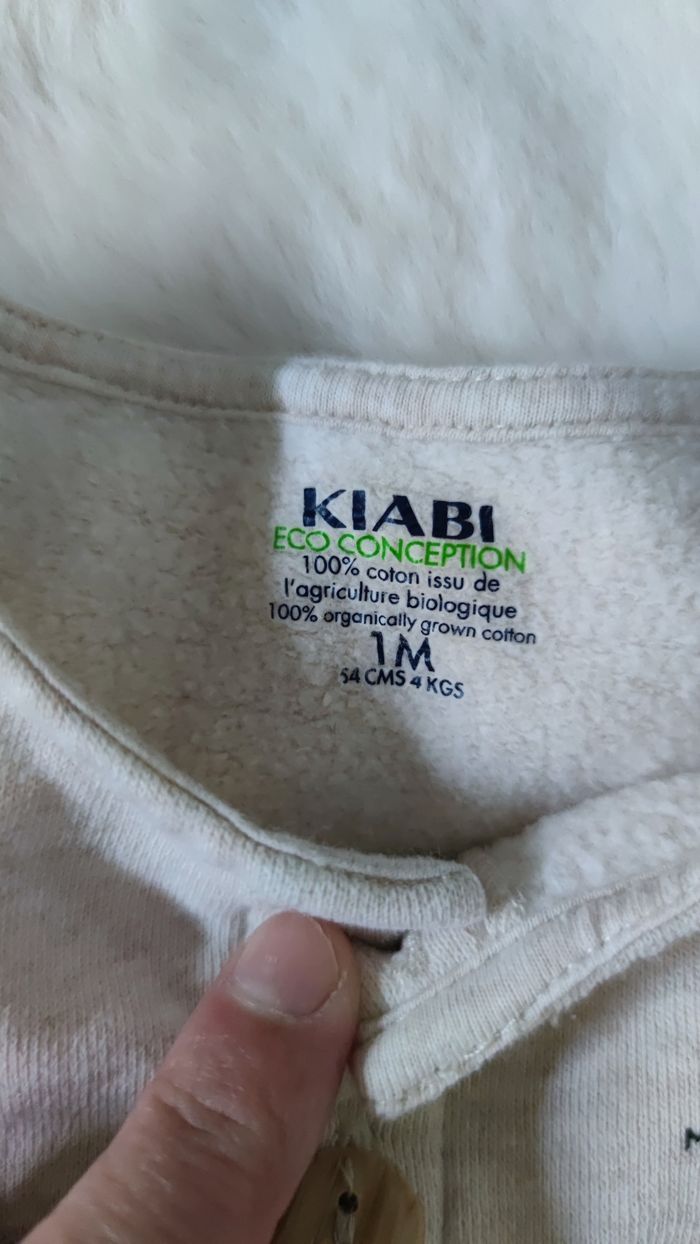 KIABI
ECO CONCEPTION
100% coton issu de
l'agriculture biologique
100% organically grown cotton
1M
54 CMS 4 KGS